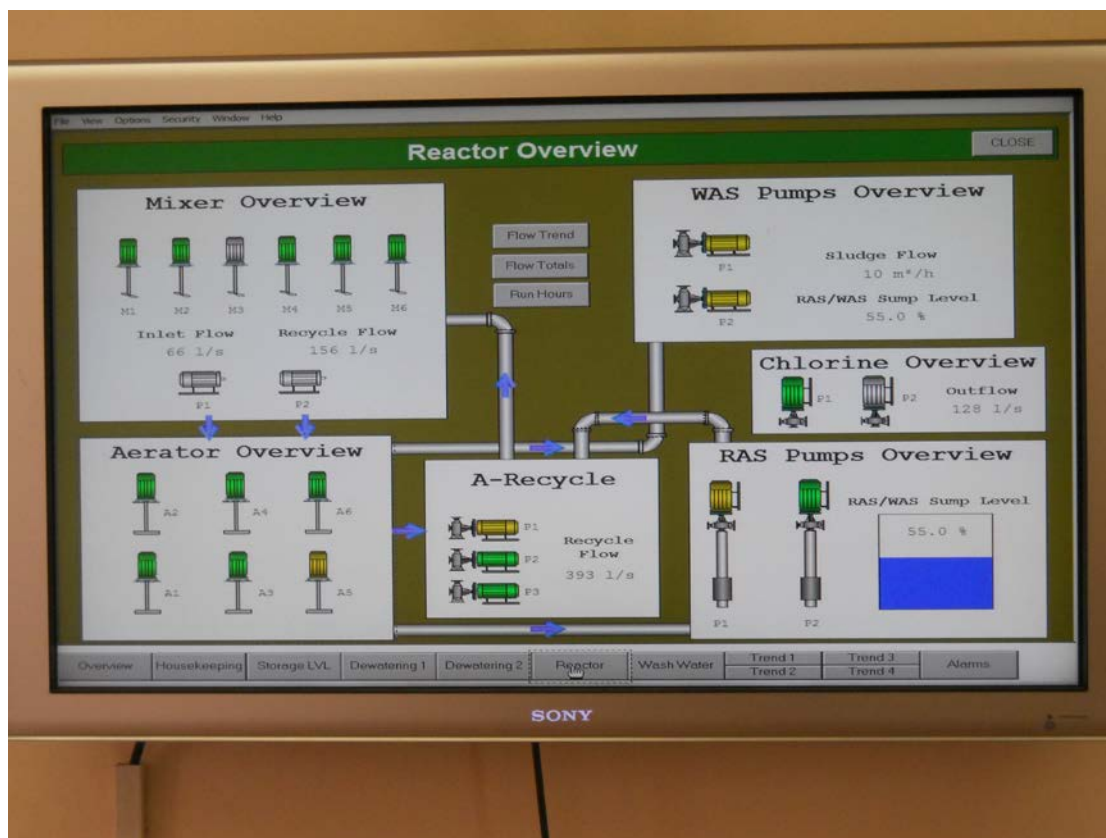 File View Options Security Window Help
Reactor Overview
CLOSE
Mixer Overview
M1 M2 M3 M4 M5 M6
Inlet Flow Recycle Flow
66 l/s 156 l/s
P1 P2
Flow Trend
Flow Totals
Run Hours
WAS Pumps Overview
P1
Sludge Flow
10 m³/h
RAS/WAS Sump Level
P2
55.0 %
Chlorine Overview
P1 P2 Outflow
128 l/s
Aerator Overview
A2 A4 A6
A1 A3 A5
A-Recycle
P1
P2
P3
Recycle
Flow
393 l/s
RAS Pumps Overview
RAS/WAS Sump Level
55.0 %
P1 P2
Overview Housekeeping Storage LVL Dewatering 1 Dewatering 2 Reactor Wash Water Trend 1 Trend 3 Alarms
Trend 2 Trend 4
SONY